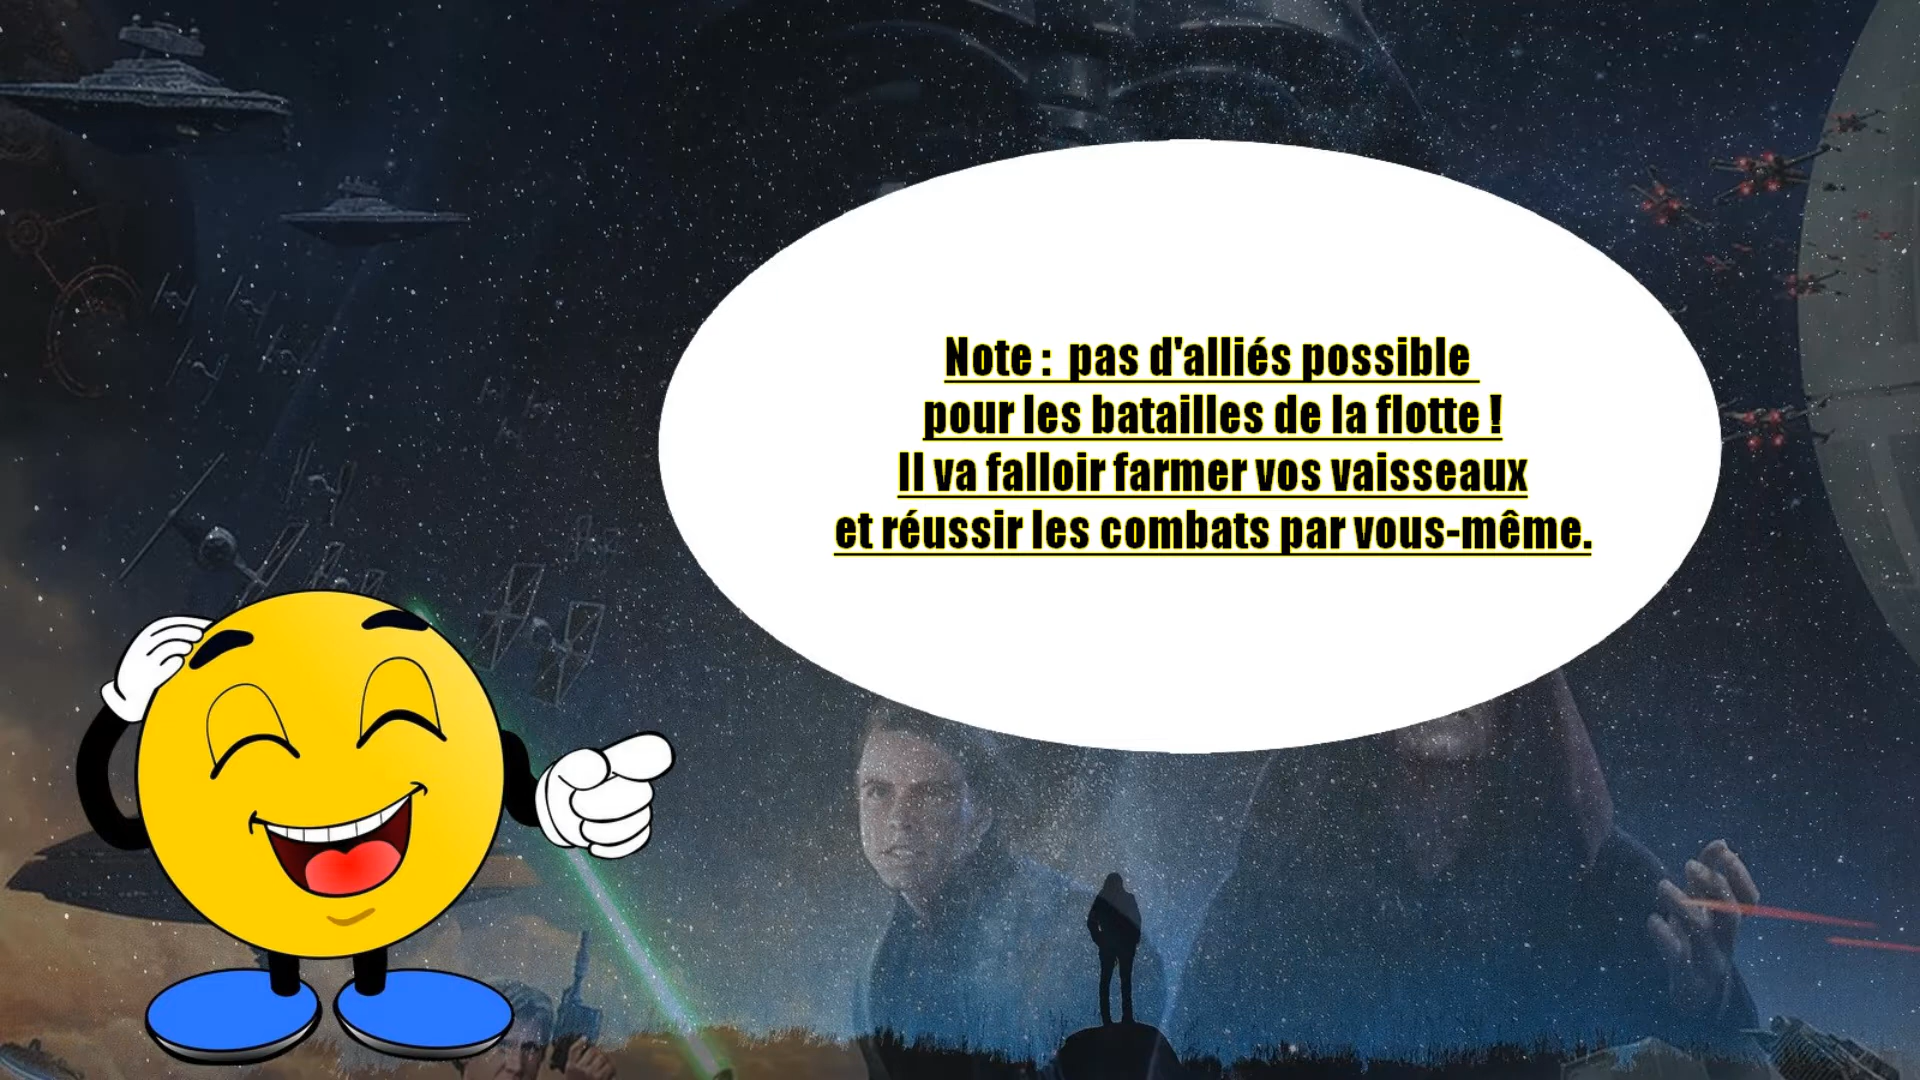 Note :  pas d'alliés possible
pour les batailles de la flotte !
Il va falloir farmer vos vaisseaux
et réussir les combats par vous-même.